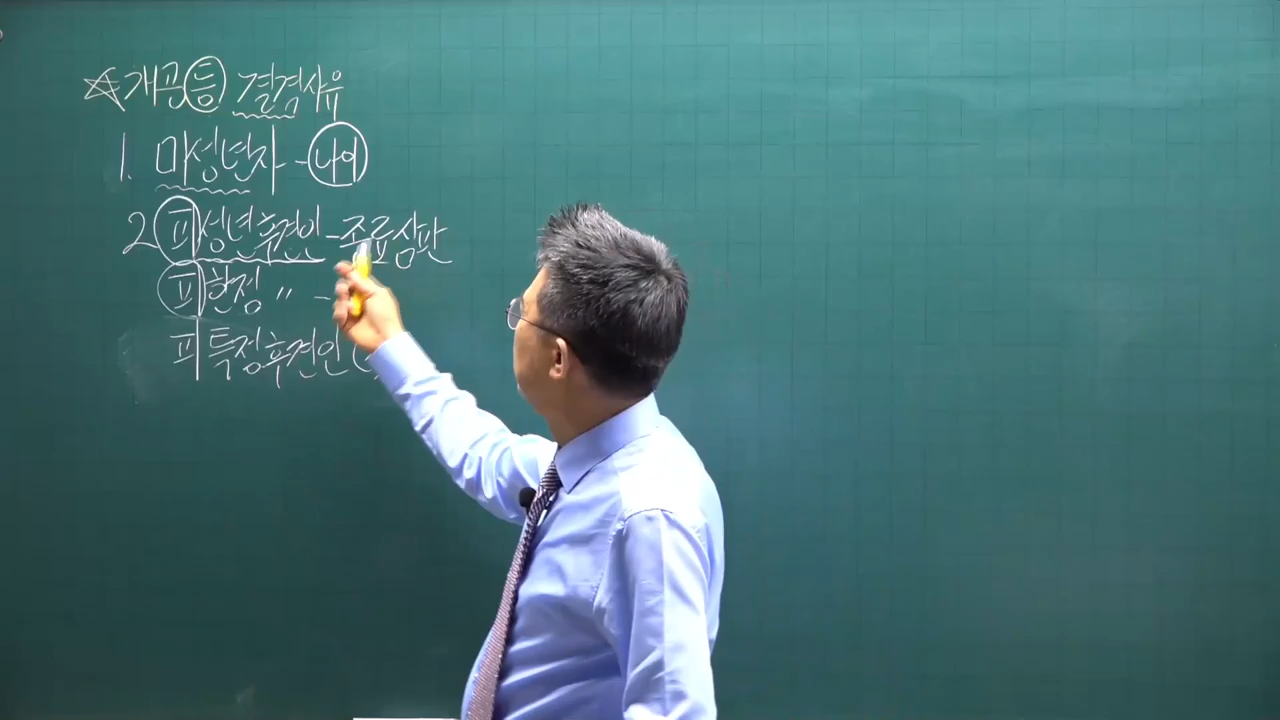 ☆개공등 결격사유
1. 미성년자 - 나이
2 피성년후견인 - 종료심판
피한정 〃 -
피특정후견인 (